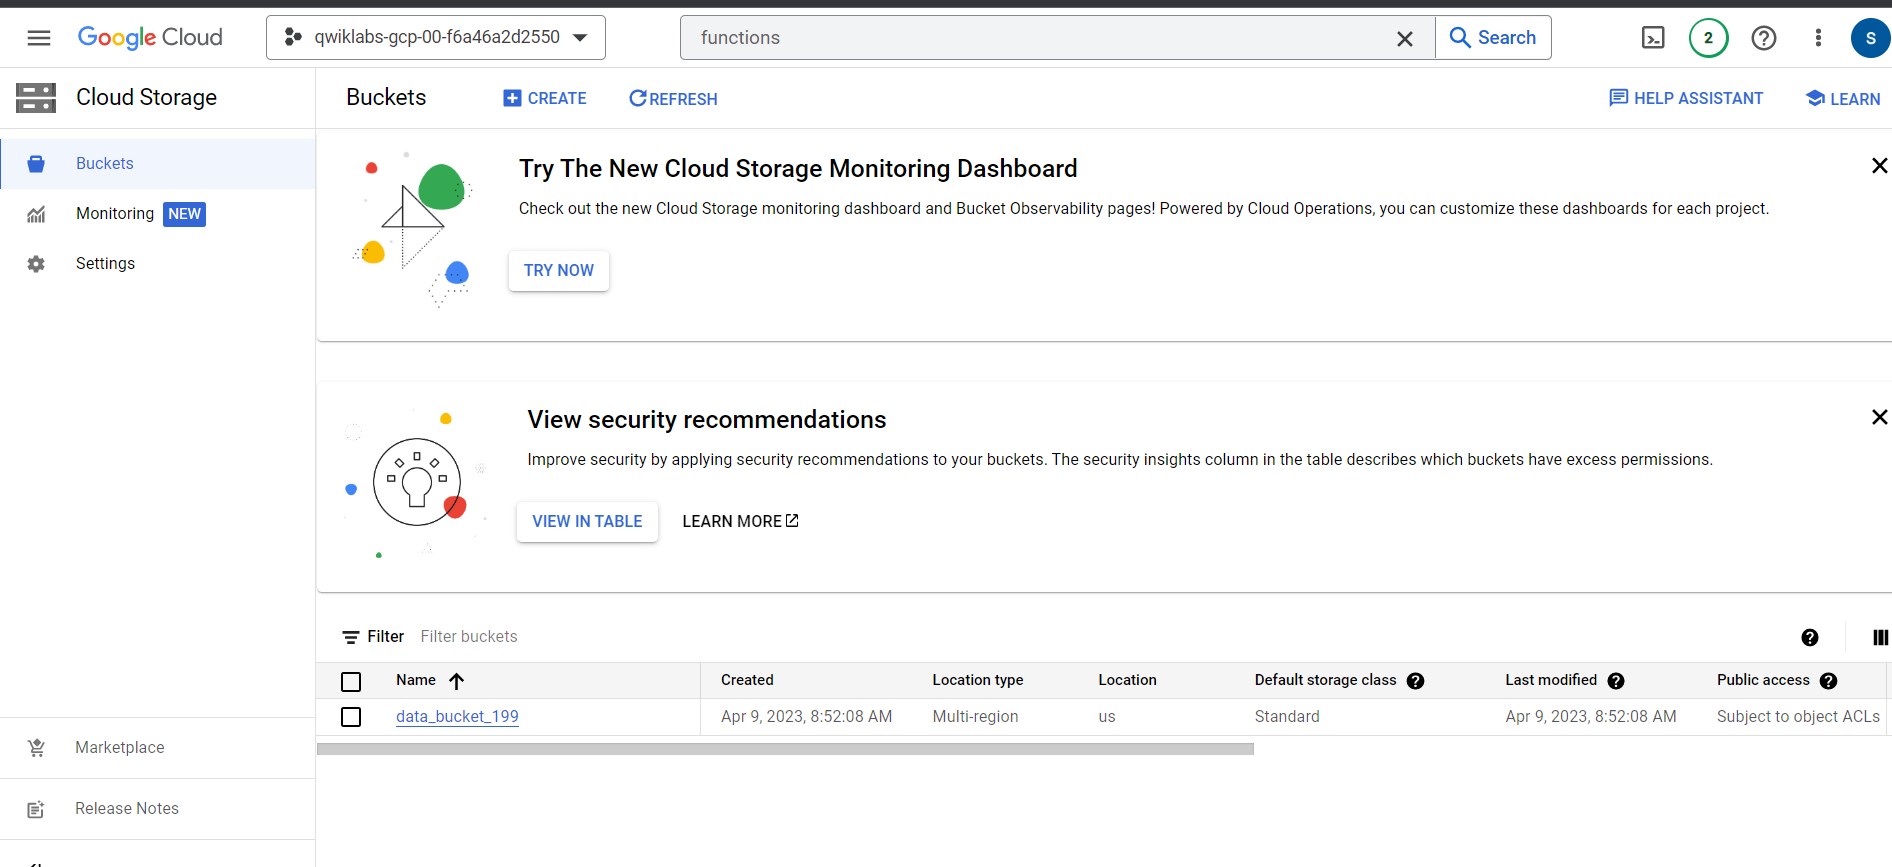 Google Cloud
qwiklabs-gcp-00-f6a46a2d2550
functions
Search
2
S
Cloud Storage
Buckets
CREATE
REFRESH
HELP ASSISTANT
LEARN
Buckets
Monitoring NEW
Settings
Try The New Cloud Storage Monitoring Dashboard
Check out the new Cloud Storage monitoring dashboard and Bucket Observability pages! Powered by Cloud Operations, you can customize these dashboards for each project.
TRY NOW
View security recommendations
Improve security by applying security recommendations to your buckets. The security insights column in the table describes which buckets have excess permissions.
VIEW IN TABLE LEARN MORE
Filter Filter buckets
Name Created Location type Location Default storage class Last modified Public access
data_bucket_199 Apr 9, 2023, 8:52:08 AM Multi-region us Standard Apr 9, 2023, 8:52:08 AM Subject to object ACLs
Marketplace
Release Notes